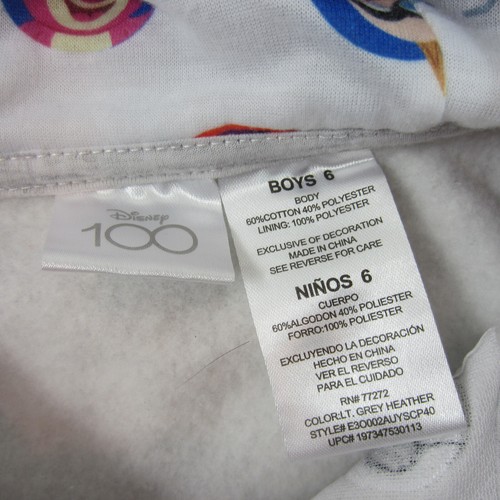 Disney
100
BOYS 6
BODY
60%COTTON 40% POLYESTER
LINING: 100% POLYESTER
EXCLUSIVE OF DECORATION
MADE IN CHINA
SEE REVERSE FOR CARE
NIÑOS 6
CUERPO
60%ALGODON 40% POLIESTER
FORRO:100% POLIESTER
EXCLUYENDO LA DECORACIÓN
HECHO EN CHINA
VER EL REVERSO
PARA EL CUIDADO
RN# 77272
COLOR:LT. GREY HEATHER
STYLE# E3O002AUYSCP40
UPC# 197347530113